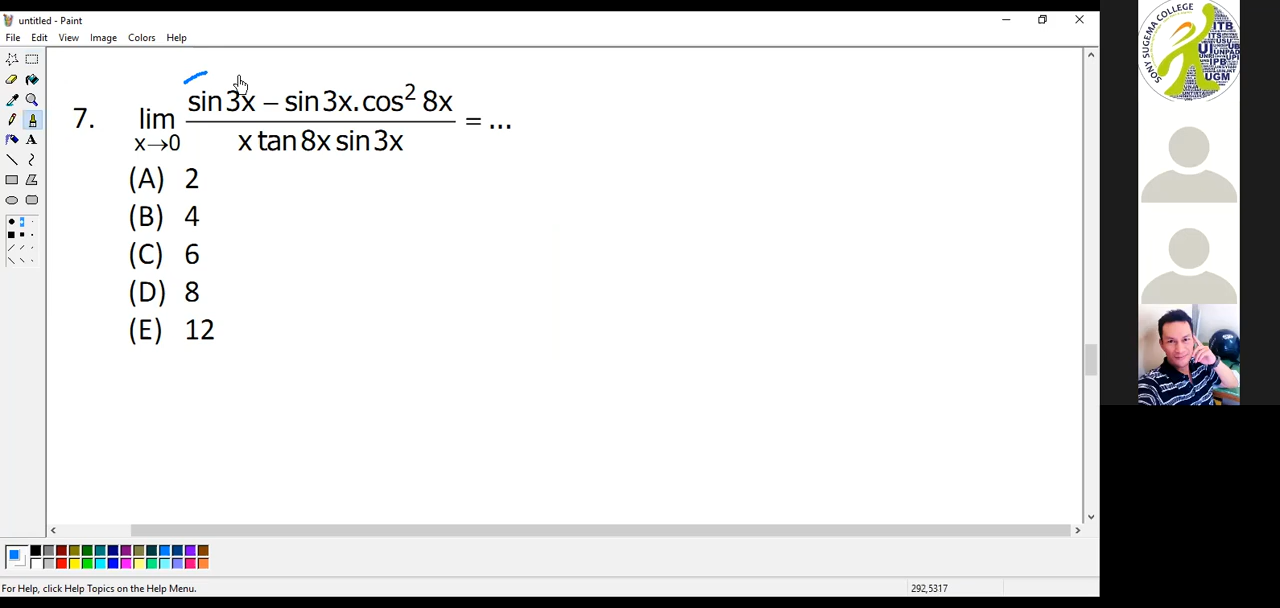 untitled - Paint
File Edit View Image Colors Help
7. lim x→0 (sin 3x – sin 3x. cos² 8x) / (x tan 8x sin 3x) = ...
(A) 2
(B) 4
(C) 6
(D) 8
(E) 12
For Help, click Help Topics on the Help Menu.
292,5317
SONY SUGEMA COLLEGE
ITB
UI
UNPAD
IPB
UGM